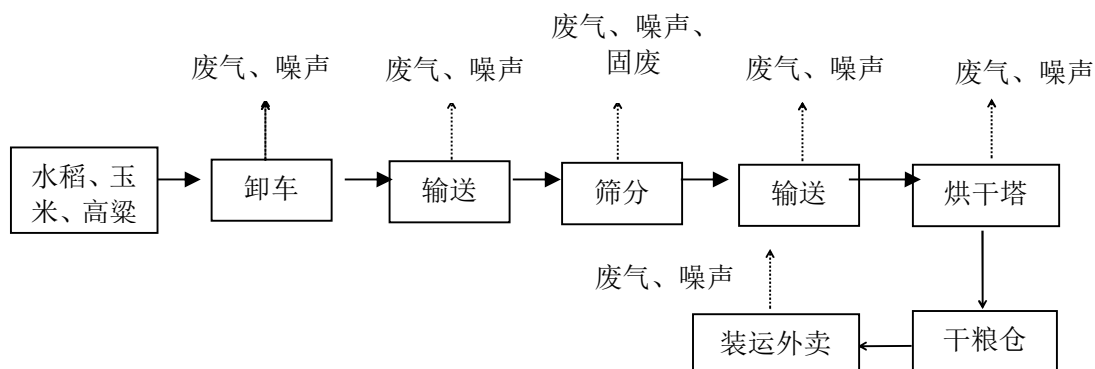 废气、噪声、
固废
废气、噪声
废气、噪声
废气、噪声
废气、噪声
水稻、玉
米、高粱
卸车
输送
筛分
输送
烘干塔
废气、噪声
装运外卖
干粮仓